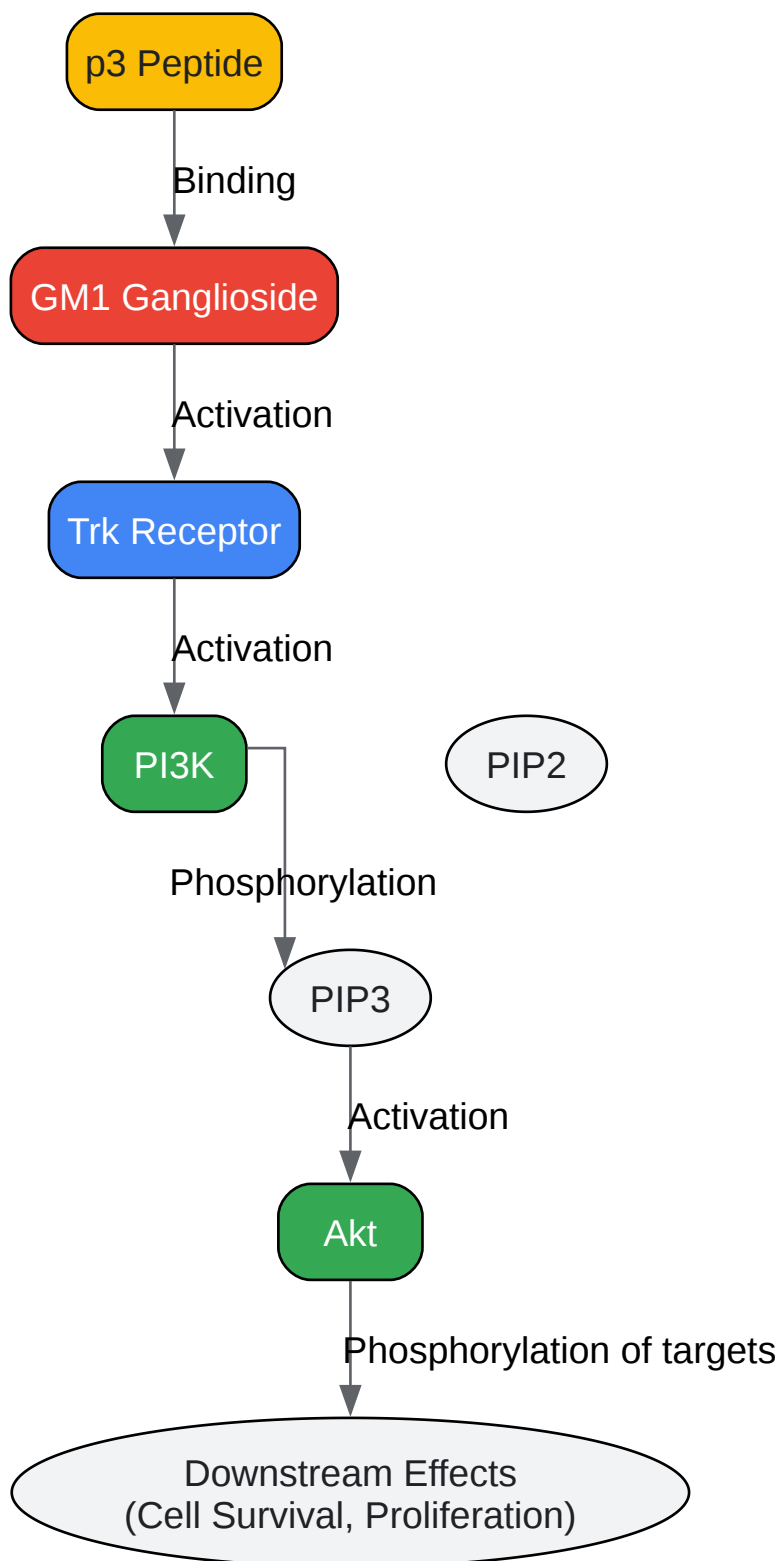 p3 Peptide
Binding
GM1 Ganglioside
Activation
Trk Receptor
Activation
PI3K
PIP2
Phosphorylation
PIP3
Activation
Akt
Phosphorylation of targets
Downstream Effects
(Cell Survival, Proliferation)